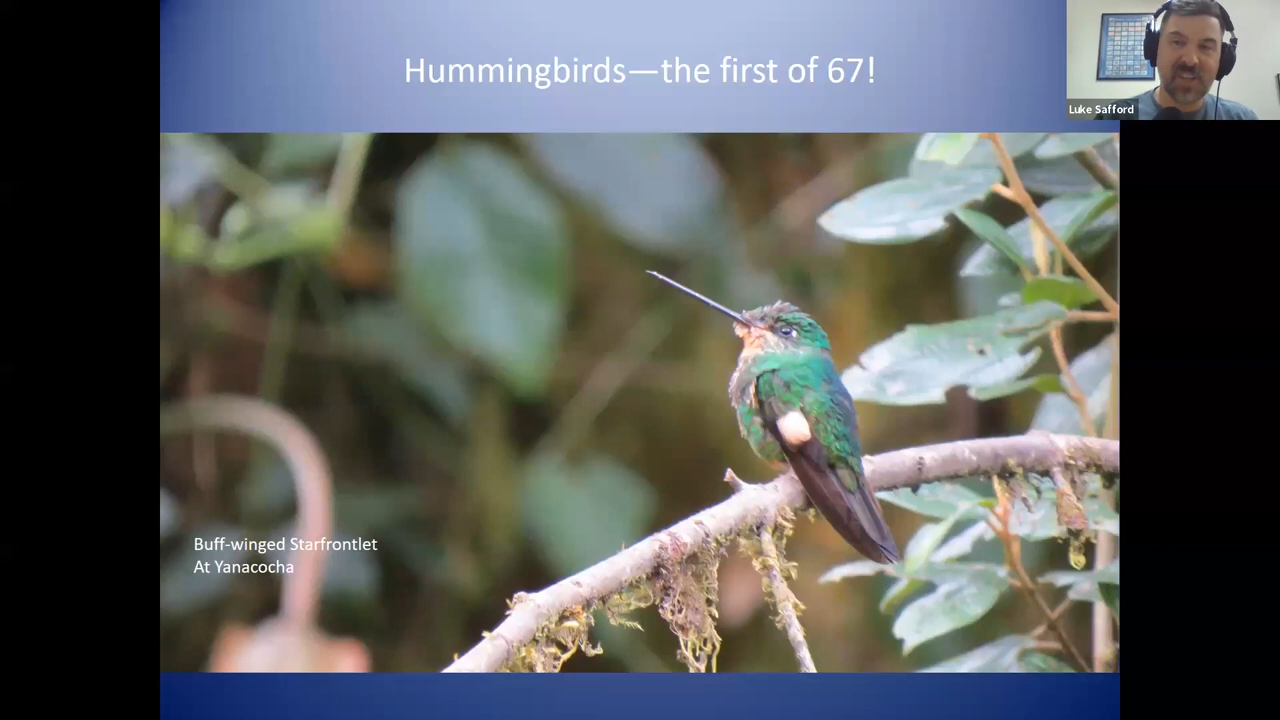 Hummingbirds—the first of 67!
Luke Safford
Buff-winged Starfrontlet
At Yanacocha